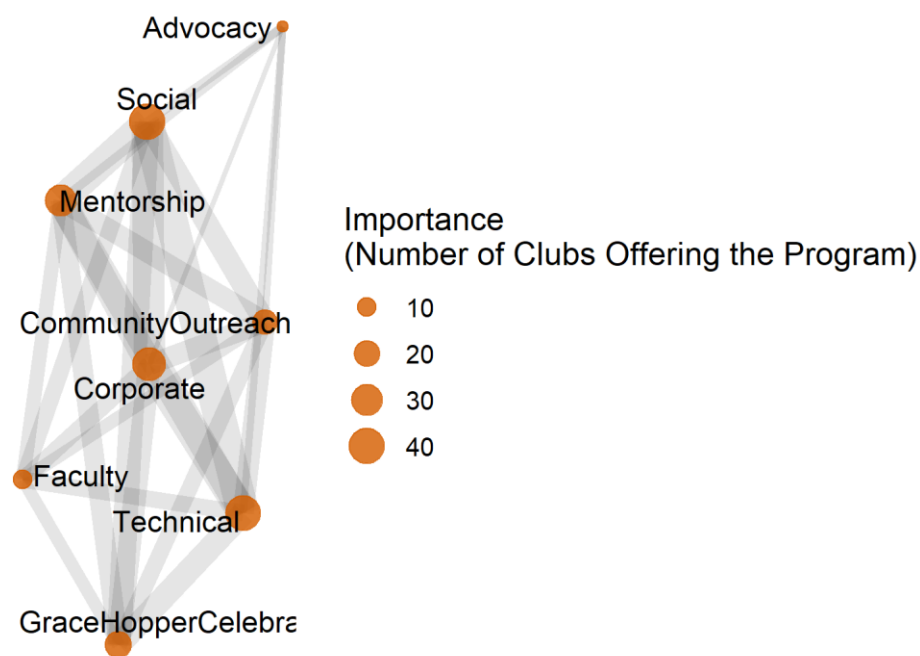 Advocacy
Social
Mentorship
CommunityOutreach
Corporate
Faculty
Technical
GraceHopperCelebra
Importance
(Number of Clubs Offering the Program)
10
20
30
40